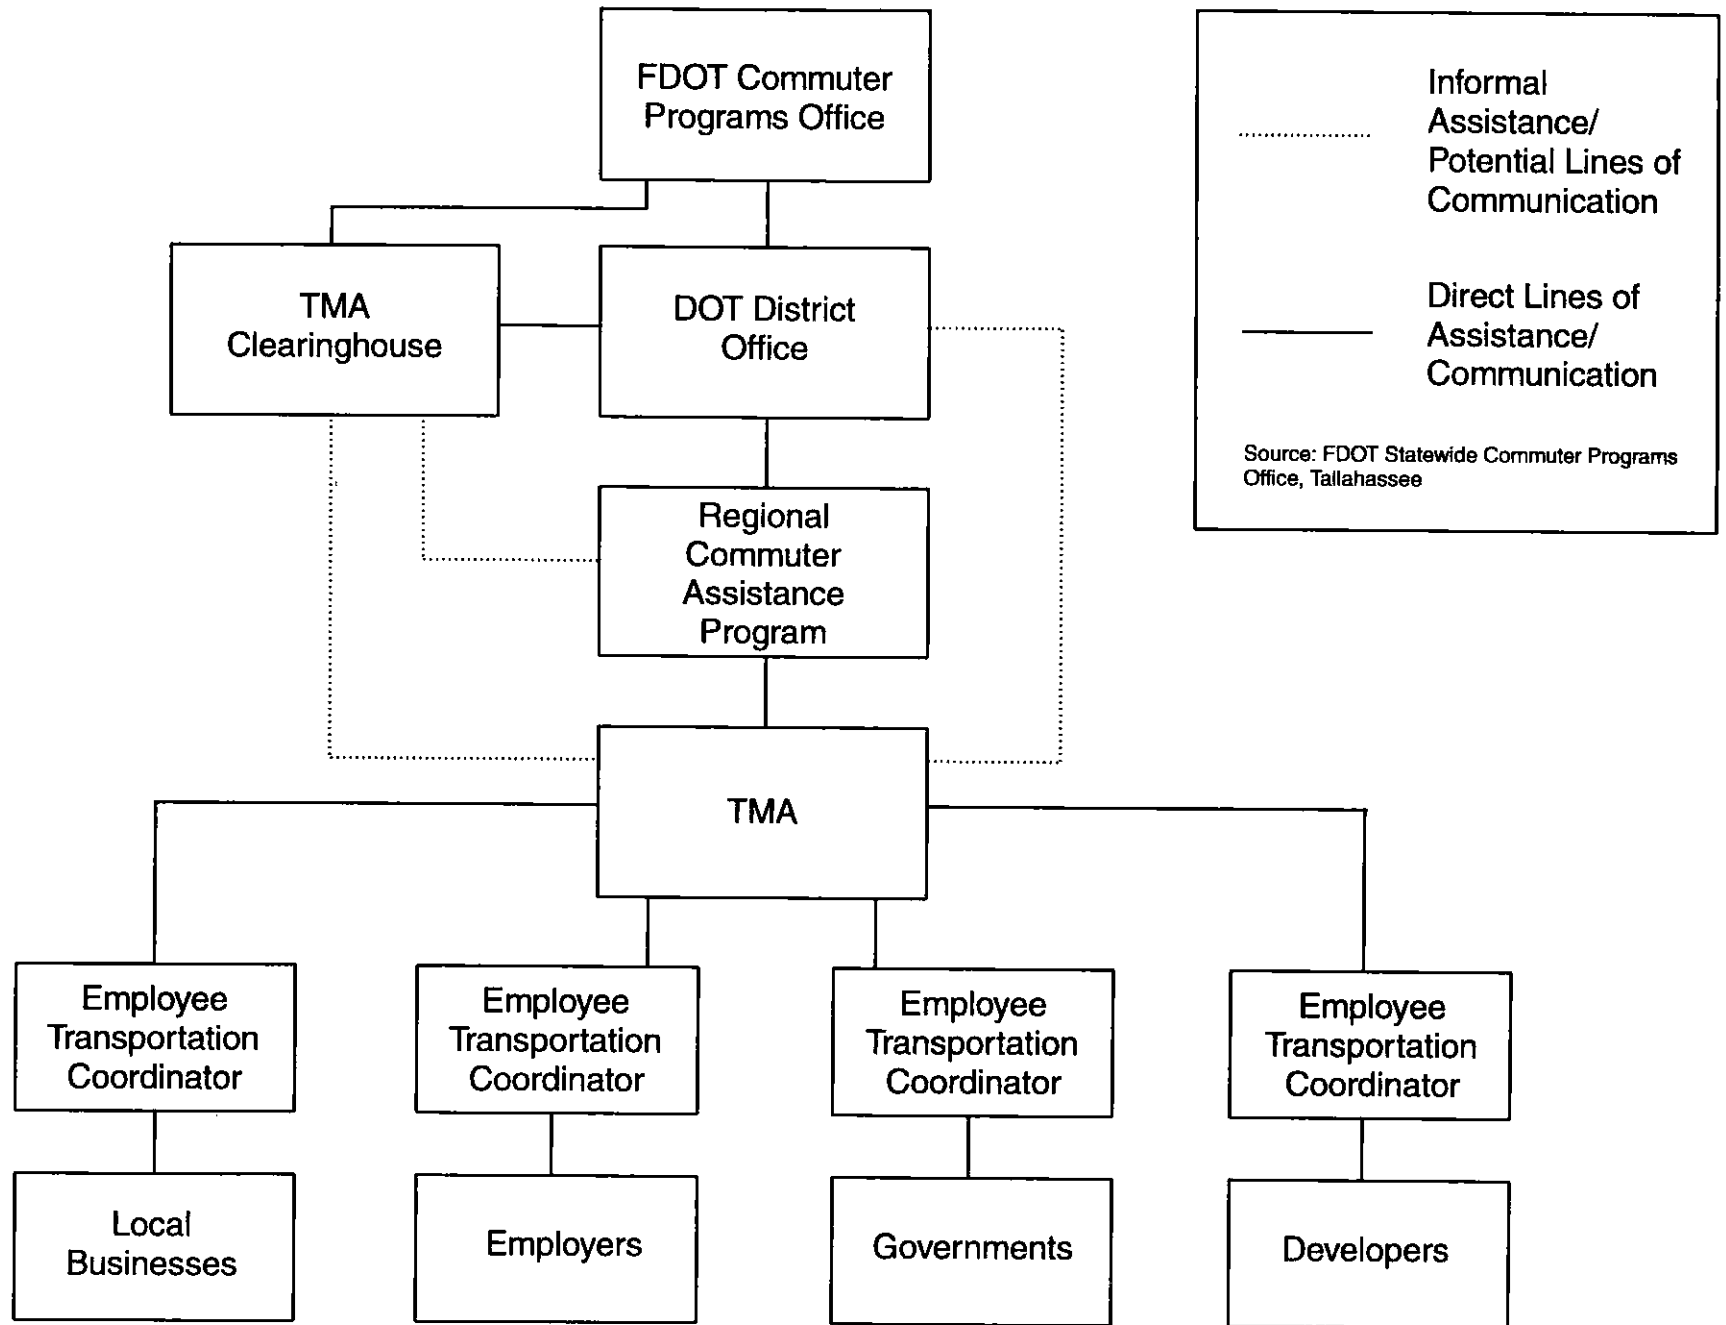 FDOT Commuter
Programs Office
Informal
Assistance/
Potential Lines of
Communication
Direct Lines of
Assistance/
Communication
Source: FDOT Statewide Commuter Programs
Office, Tallahassee
TMA
Clearinghouse
DOT District
Office
Regional
Commuter
Assistance
Program
TMA
Employee
Transportation
Coordinator
Employee
Transportation
Coordinator
Employee
Transportation
Coordinator
Employee
Transportation
Coordinator
Local
Businesses
Employers
Governments
Developers